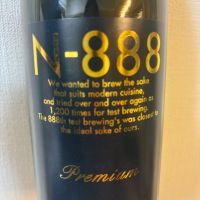 N-888
We wanted to brew the sake
that suits modern cuisine,
and tried over and over again as
1,200 times for test brewing.
The 888th test brewing's was closest to
the ideal sake of ours.
Premium